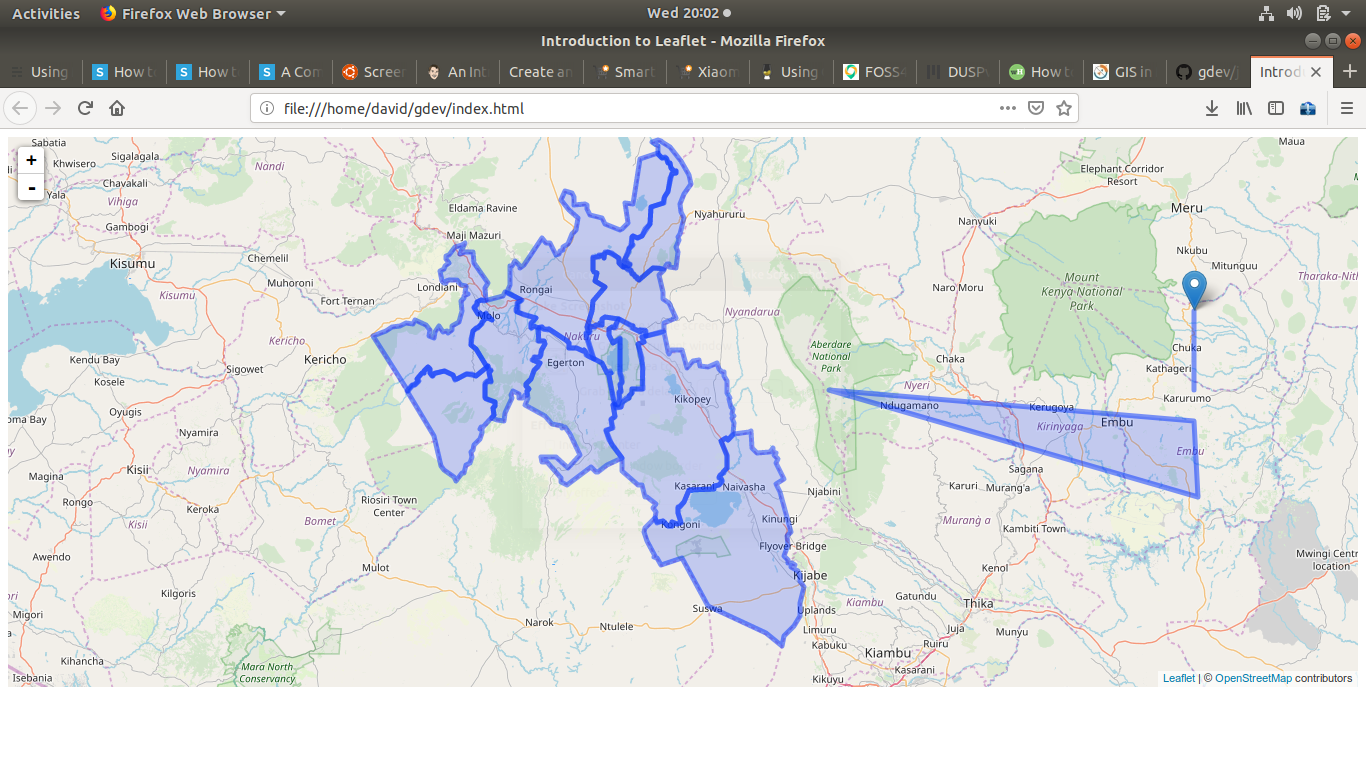 Activities Firefox Web Browser Wed 20:02
Introduction to Leaflet - Mozilla Firefox
Using How t How t A Con Screer An Int Create an Smart Xiaom Using FOSS4 DUSP How t GIS in gdev/j Introd
file:///home/david/gdev/index.html
+
-
Sabatia
Khwisero
Yala
Sigalagala
Chavakali
Vihiga
Gambogi
Nandi
Kisumu
Kisumu
Chemelil
Muhoroni
Fort Ternan
Londiani
Eldama Ravine
Maji Mazuri
Rongai
Molo
Nakuru
Egerton
Nyahururu
Nyandarua
Kericho
Kericho
Kendu Bay
Kosele
Sigowet
Oyugis
oma Bay
Nyamira
Kisii
Nyamira
Magina
Rongo
Kisii
Keroka
Bomet
Riosiri Town
Center
Awendo
Kilgoris
Mulot
ori
Migori
Kihancha
Isebania
Mara North
Conservancy
Narok
Ntulele
Suswa
Kikopey
Kasarani
Naivasha
Kongoni
Kinungi
Flyover Bridge
Kijabe
Uplands
Limuru
Kabuku
Kikuyu
Njabini
Kiambu
Kiambu
Kasarani
Ruiru
Juja
Munyu
Gatundu
Thika
Kenol
Kambiti Town
Murang'a
Muranga
Karuri
Sagana
Aberdare
National
Park
Nyeri
Ndugamano
Chaka
Naro Moru
Nanyuki
Mount
Kenya National
Park
Elephant Corridor
Resort
Maua
Meru
Nkubu
Mitunguu
Tharaka-Nit
Chuka
Kathageri
Karurumo
Kerugoya
Kirinyaga
Embu
Embu
Mwingi Centr
location
Leaflet | © OpenStreetMap contributors